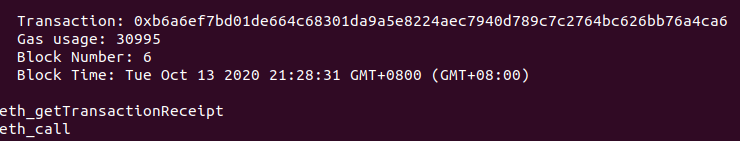 Transaction: 0xb6a6ef7bd01de664c68301da9a5e8224aec7940d789c7c2764bc626bb76a4ca6
Gas usage: 30995
Block Number: 6
Block Time: Tue Oct 13 2020 21:28:31 GMT+0800 (GMT+08:00)
eth_getTransactionReceipt
eth_call